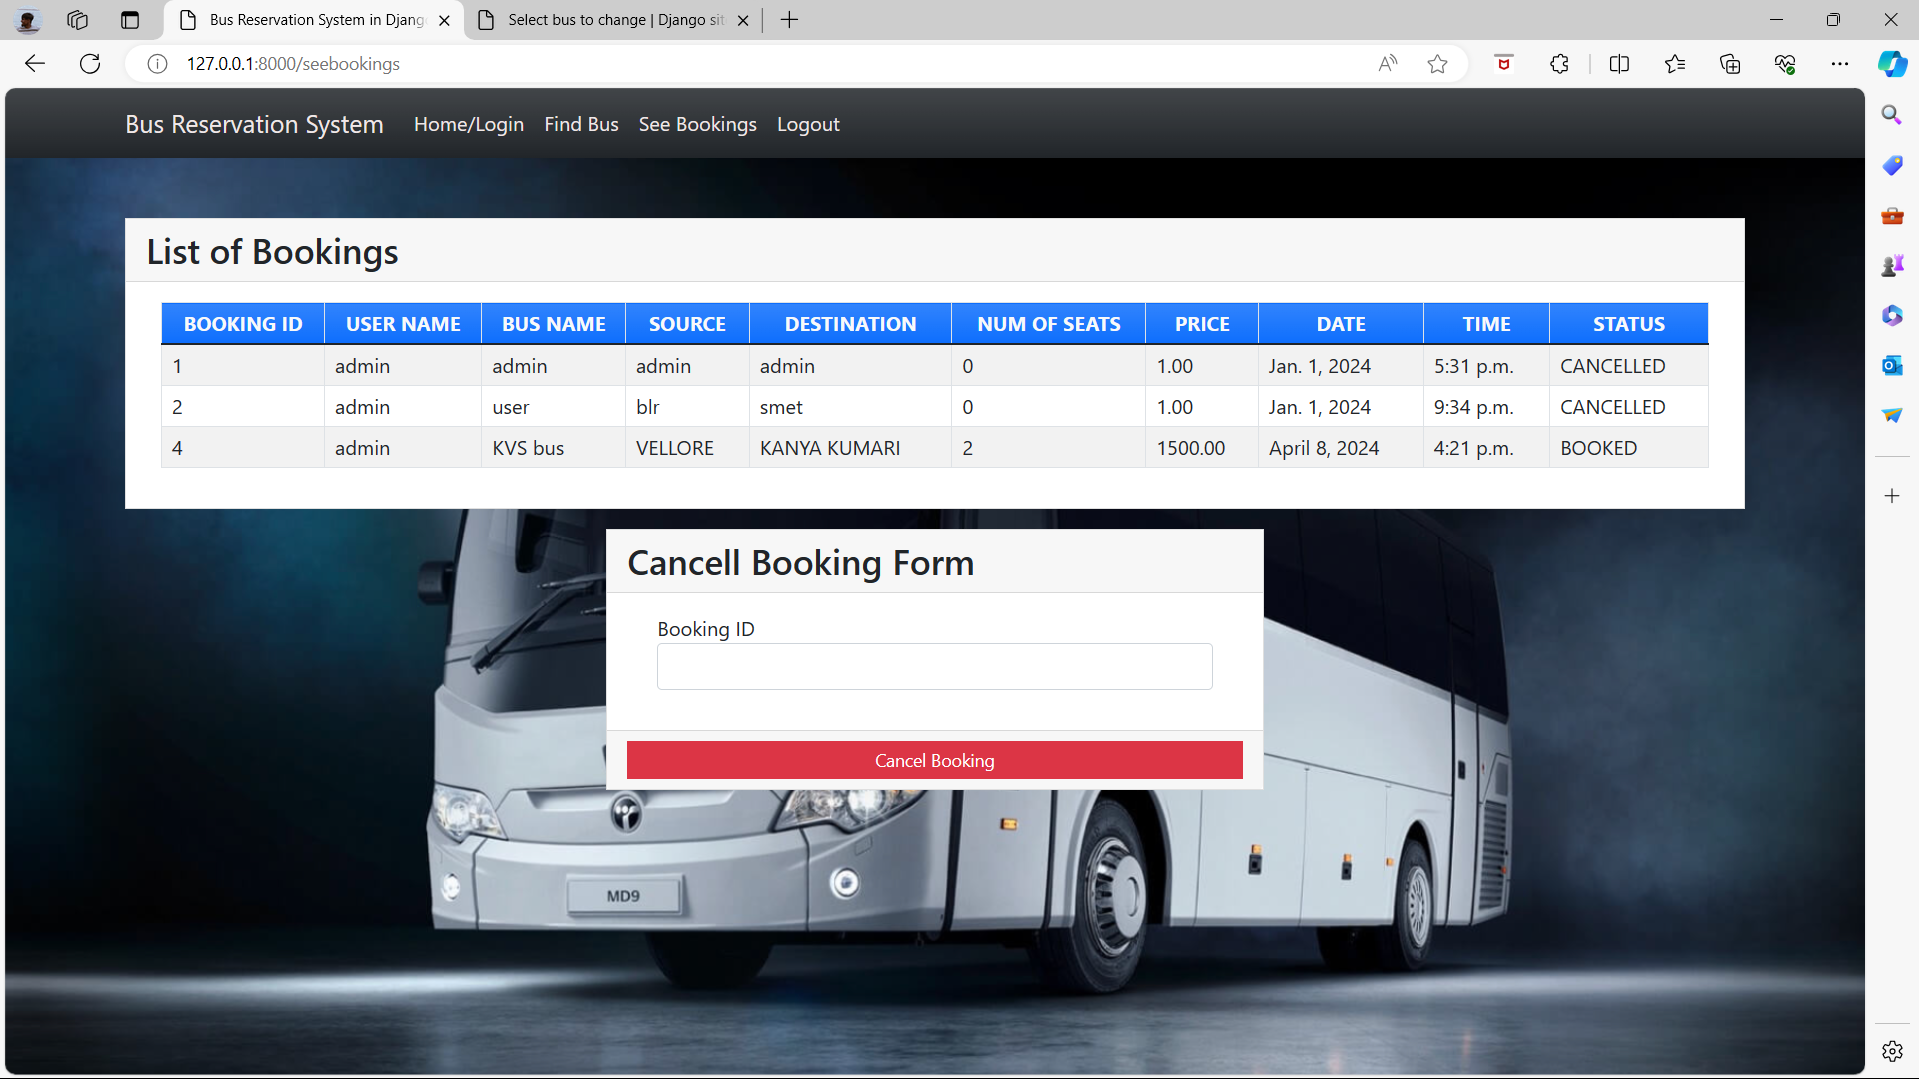 Bus Reservation System in Djang
Select bus to change | Django sit
127.0.0.1:8000/seebookings
Bus Reservation System Home/Login Find Bus See Bookings Logout
List of Bookings
BOOKING ID USER NAME BUS NAME SOURCE DESTINATION NUM OF SEATS PRICE DATE TIME STATUS
1 admin admin admin admin 0 1.00 Jan. 1, 2024 5:31 p.m. CANCELLED
2 admin user blr smet 0 1.00 Jan. 1, 2024 9:34 p.m. CANCELLED
4 admin KVS bus VELLORE KANYA KUMARI 2 1500.00 April 8, 2024 4:21 p.m. BOOKED
Cancell Booking Form
Booking ID
Cancel Booking
MD9